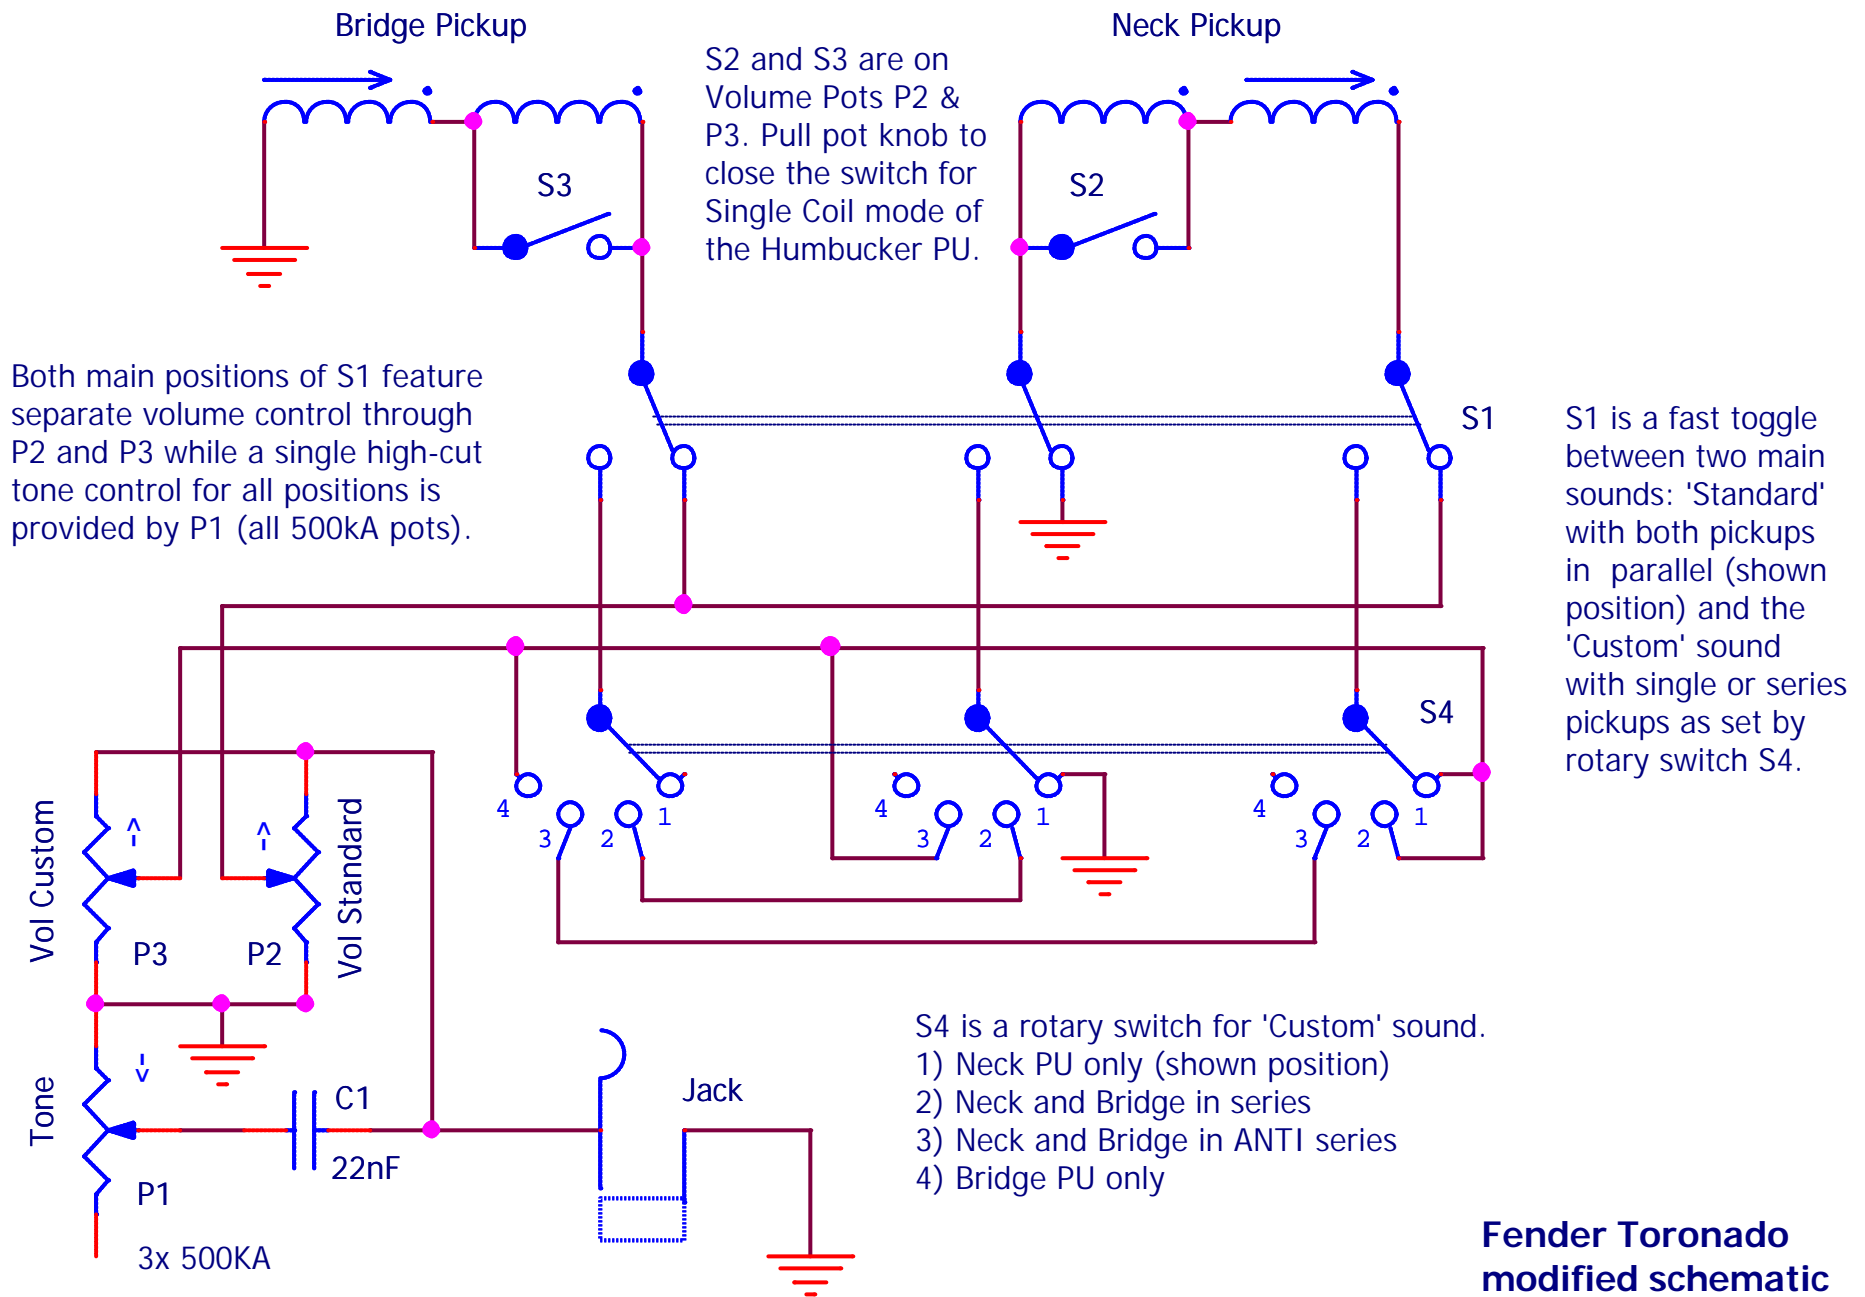 Bridge Pickup
Neck Pickup
S2 and S3 are on
Volume Pots P2 &
P3. Pull pot knob to
close the switch for
Single Coil mode of
the Humbucker PU.
S3
S2
Both main positions of S1 feature
separate volume control through
P2 and P3 while a single high-cut
tone control for all positions is
provided by P1 (all 500kA pots).
S1
S1 is a fast toggle
between two main
sounds: 'Standard'
with both pickups
in  parallel (shown
position) and the
'Custom' sound
with single or series
pickups as set by
rotary switch S4.
S4
4
3
2
1
4
3
2
1
4
3
2
1
Vol Custom
<-
P3
<-
P2
Vol Standard
Tone
<-
P1
3x 500KA
C1
22nF
Jack
S4 is a rotary switch for 'Custom' sound.
1) Neck PU only (shown position)
2) Neck and Bridge in series
3) Neck and Bridge in ANTI series
4) Bridge PU only
Fender Toronado
modified schematic